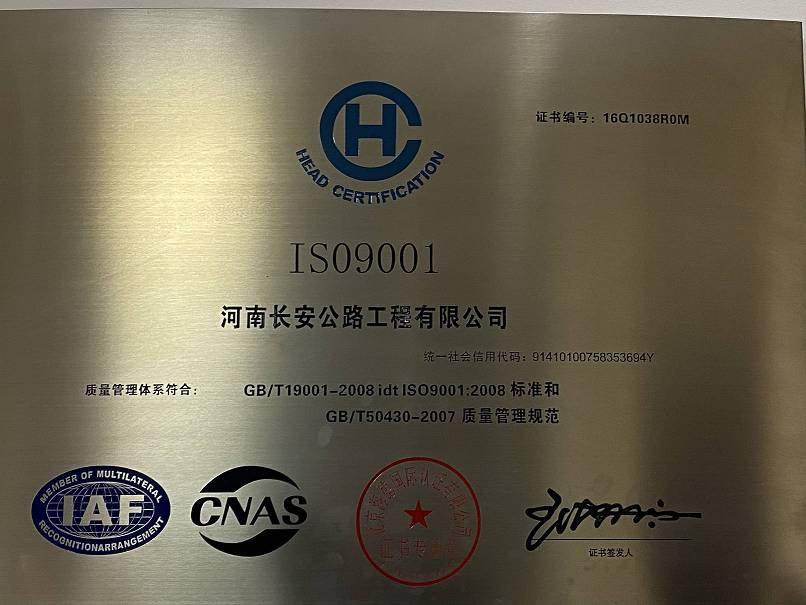 证书编号：16Q1038R0M
HC
HEAD CERTIFICATION
ISO9001
河南长安公路工程有限公司
统一社会信用代码：91410100758353694Y
质量管理体系符合：
GB/T19001-2008 idt ISO9001:2008 标准和
GB/T50430-2007 质量管理规范
MEMBER OF MULTILATERAL
IAF
RECOGNITIONARRANGEMENT
CNAS
证书签发人